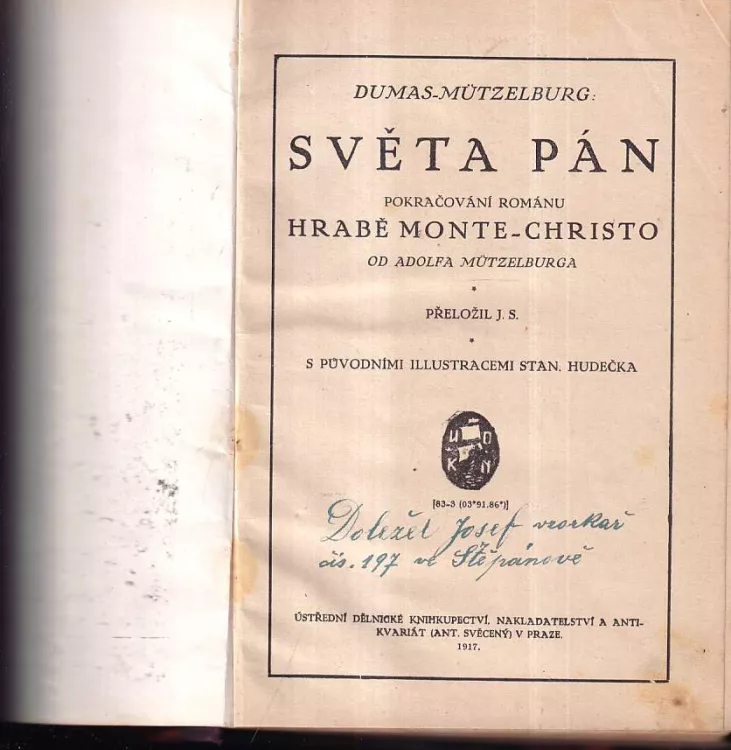 DUMAS-MÜTZELBURG:
SVĚTA PÁN
POKRAČOVÁNÍ ROMÁNU
HRABĚ MONTE-CHRISTO
OD ADOLFA MÜTZELBURGA
*
PŘELOŽIL J. S.
*
S PŮVODNÍMI ILLUSTRACEMI STAN. HUDEČKA
U D
K N
[83-3 (03*91.86*)]
Doležel Josef vzorkař
čís. 197 ve Štěpánově
ÚSTŘEDNÍ DĚLNICKÉ KNIHKUPECTVÍ, NAKLADATELSTVÍ A ANTI-
KVARIÁT (ANT. SVĚCENÝ) V PRAZE.
1917.